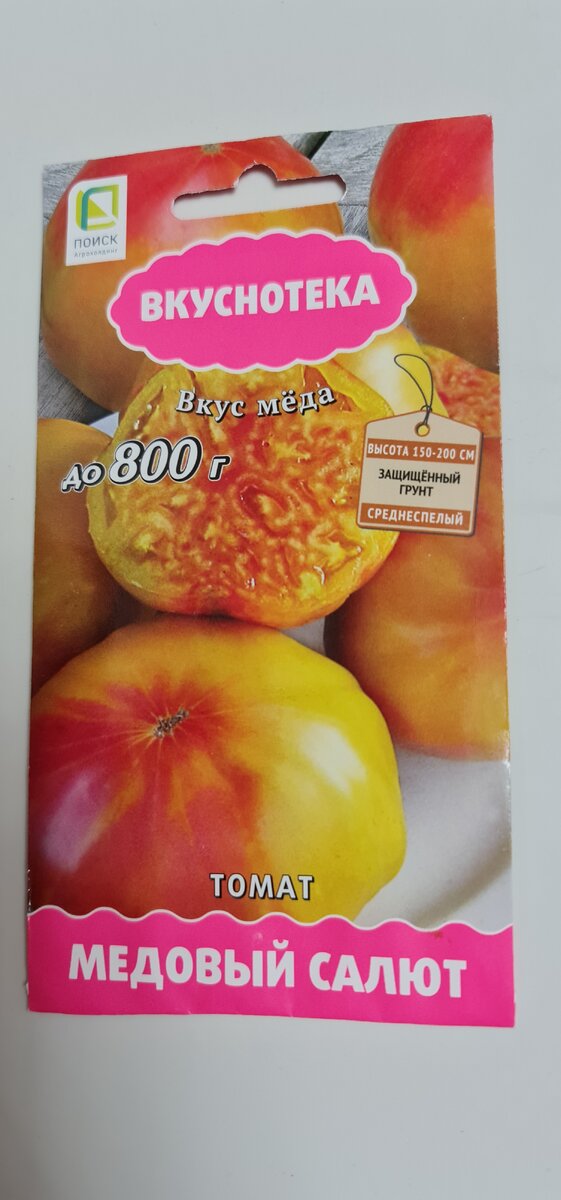 ПОИСК
Агрохолдинг
ВКУСНОТЕКА
Вкус мёда
до 800 г
ВЫСОТА 150-200 СМ
ЗАЩИЩЁННЫЙ
ГРУНТ
СРЕДНЕСПЕЛЫЙ
ТОМАТ
МЕДОВЫЙ САЛЮТ